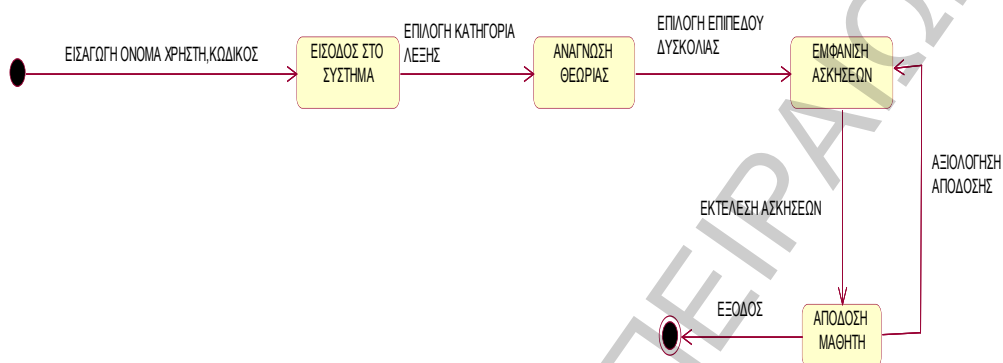 ΕΙΣΑΓΩΓΗ ΟΝΟΜΑ ΧΡΗΣΤΗ,ΚΩΔΙΚΟΣ
ΕΙΣΟΔΟΣ ΣΤΟ
ΣΥΣΤΗΜΑ
ΕΠΙΛΟΓΗ ΚΑΤΗΓΟΡΙΑ
ΛΕΞΗΣ
ΑΝΑΓΝΩΣΗ
ΘΕΩΡΙΑΣ
ΕΠΙΛΟΓΗ ΕΠΙΠΕΔΟΥ
ΔΥΣΚΟΛΙΑΣ
ΕΜΦΑΝΙΣΗ
ΑΣΚΗΣΕΩΝ
ΑΞΙΟΛΟΓΗΣΗ
ΑΠΟΔΟΣΗΣ
ΕΚΤΕΛΕΣΗ ΑΣΚΗΣΕΩΝ
ΕΞΟΔΟΣ
ΑΠΟΔΟΣΗ
ΜΑΘΗΤΗ